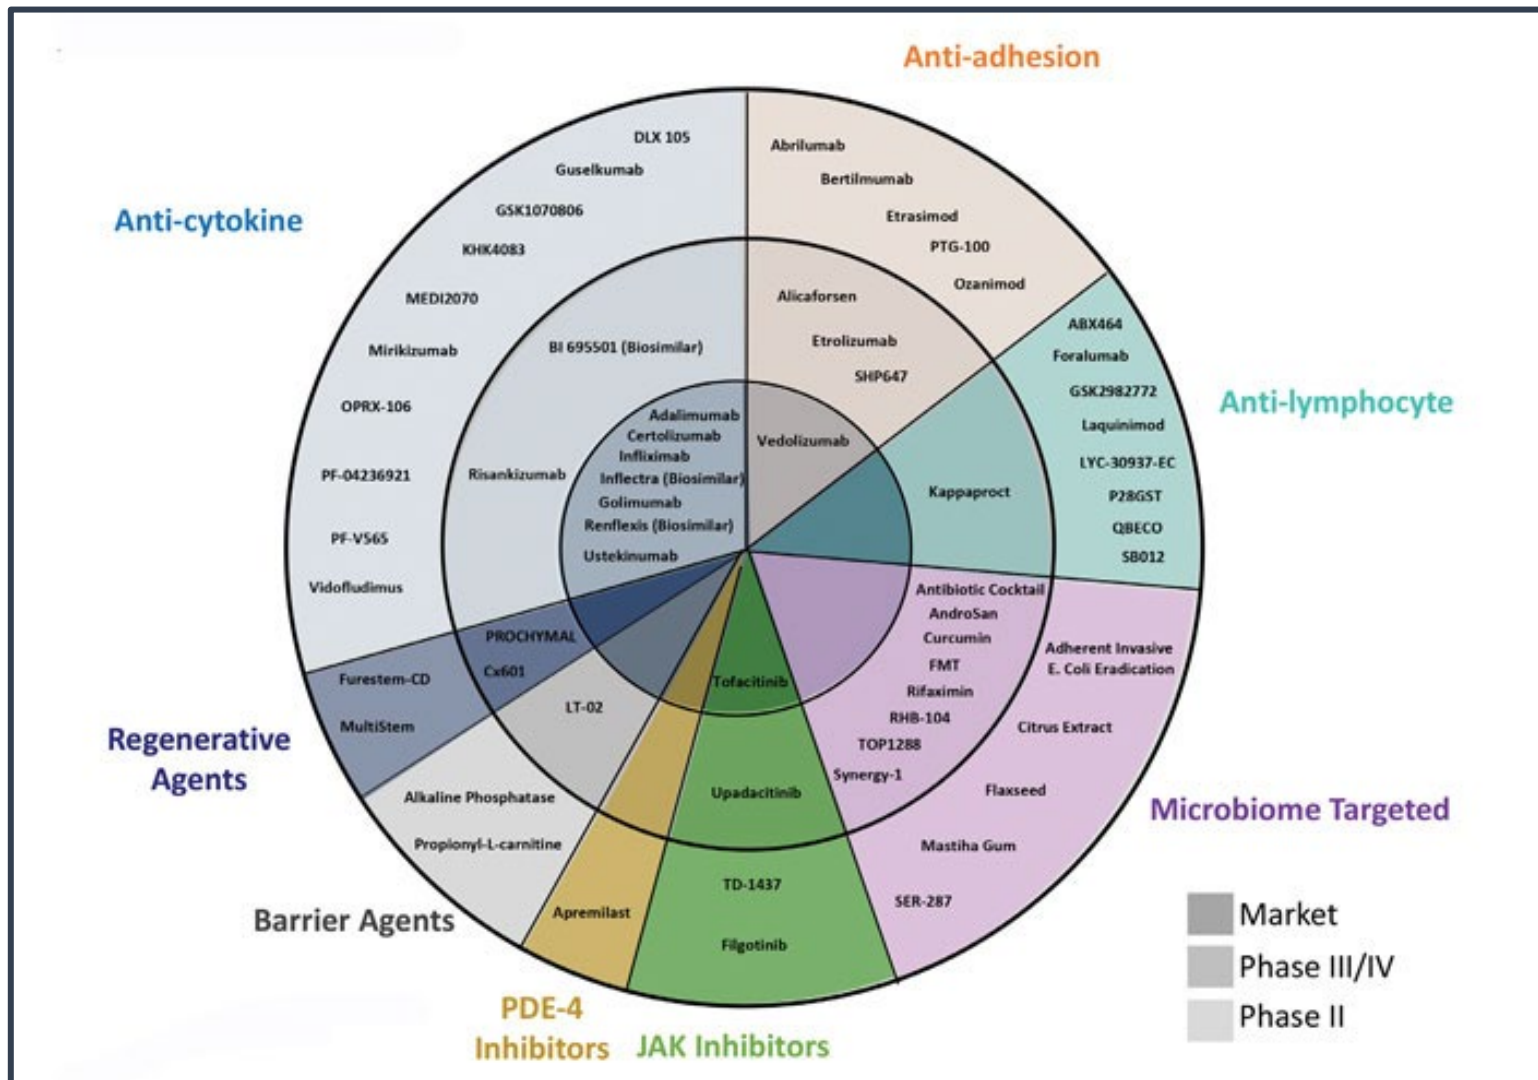 Anti-adhesion
Abrilumab
Bertilmumab
Etrasimod
PTG-100
Ozanimod
Alicaforsen
Etrolizumab
SHP647
Vedolizumab
Anti-lymphocyte
ABX464
Foralumab
GSK2982772
Laquinimod
LYC-30937-EC
P28GST
QBECO
SB012
Kappaproct
Microbiome Targeted
Antibiotic Cocktail
AndroSan
Curcumin
FMT
Rifaximin
RHB-104
TOP1288
Synergy-1
Adherent Invasive
E. Coli Eradication
Citrus Extract
Flaxseed
Mastiha Gum
SER-287
JAK Inhibitors
Tofacitinib
Upadacitinib
TD-1437
Filgotinib
PDE-4
Inhibitors
Apremilast
Barrier Agents
LT-02
Alkaline Phosphatase
Propionyl-L-carnitine
Regenerative
Agents
PROCHYMAL
Cx601
Furestem-CD
MultiStem
Anti-cytokine
DLX 105
Guselkumab
GSK1070806
KHK4083
MEDI2070
Mirikizumab
OPRX-106
PF-04236921
PF-V565
Vidofludimus
BI 695501 (Biosimilar)
Risankizumab
Adalimumab
Certolizumab
Infliximab
Inflectra (Biosimilar)
Golimumab
Renflexis (Biosimilar)
Ustekinumab
Market
Phase III/IV
Phase II